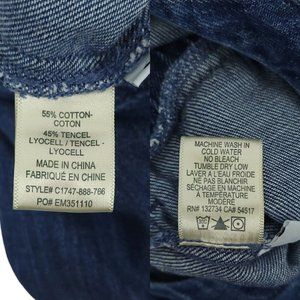 55% COTTON-
COTON
45% TENCEL
LYOCELL / TENCEL -
LYOCELL
MADE IN CHINA
FABRIQUÉ EN CHINE
STYLE# C1747-888-766
PO# EM351110
MACHINE WASH IN
COLD WATER
NO BLEACH
TUMBLE DRY LOW
LAVER A L'EAU FROIDE
NE PAS BLANCHIR
SÉCHAGE EN MACHINE
À TEMPÉRATURE
MODÉRÉ
RN# 132734 CA# 54517